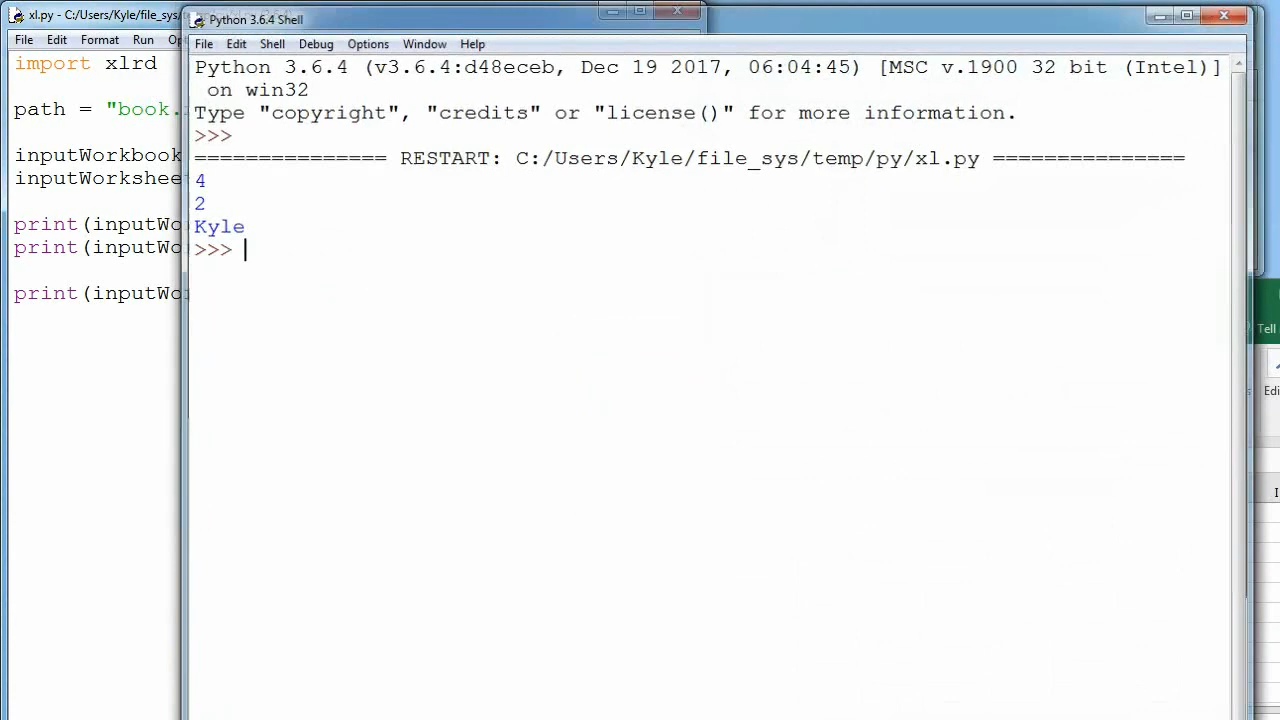 xl.py - C:/Users/Kyle/file_sys/
File Edit Format Run
import xlrd
path = "book.
inputWorkbook
inputWorkshee
print(inputWo
print(inputWo
print(inputWo
Python 3.6.4 Shell
File Edit Shell Debug Options Window Help
Python 3.6.4 (v3.6.4:d48eceb, Dec 19 2017, 06:04:45) [MSC v.1900 32 bit (Intel)]
on win32
Type "copyright", "credits" or "license()" for more information.
>>>
=============== RESTART: C:/Users/Kyle/file_sys/temp/py/xl.py ===============
4
2
Kyle
>>>
Tell
Edi